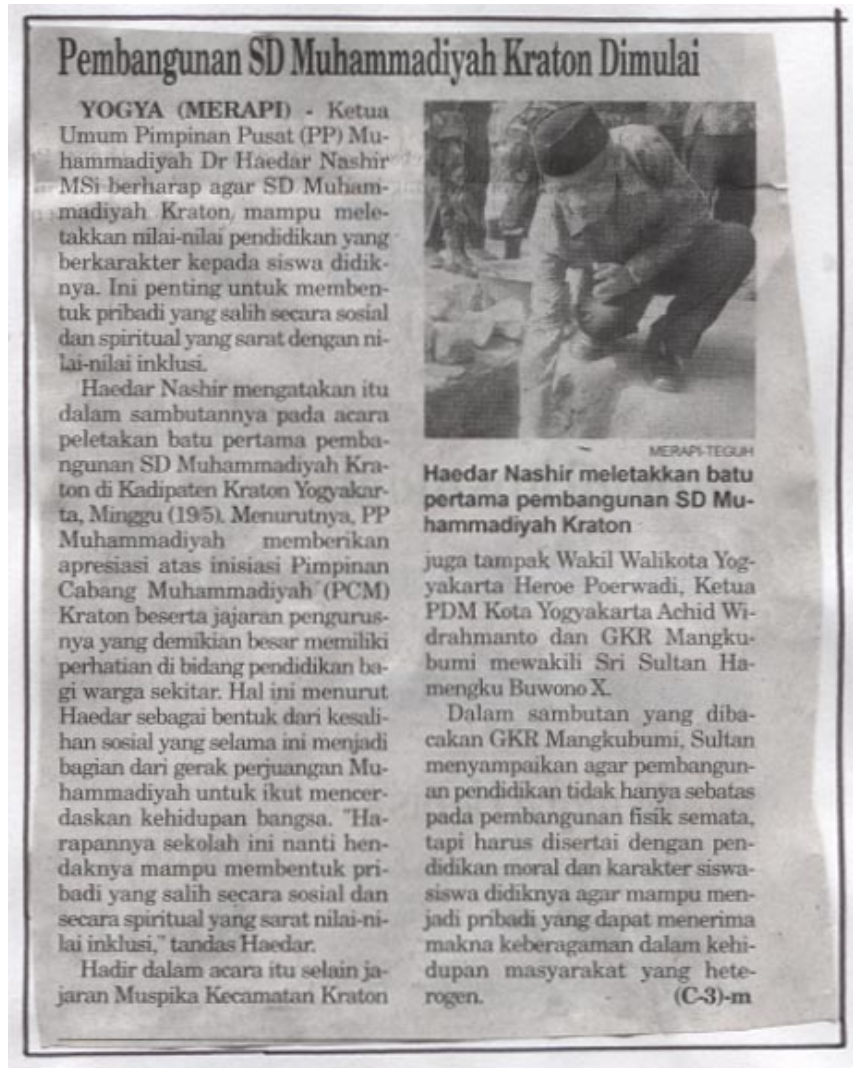 Pembangunan SD Muhammadiyah Kraton Dimulai
YOGYA (MERAPI) - Ketua
Umum Pimpinan Pusat (PP) Mu-
hammadiyah Dr Haedar Nashir
MSi berharap agar SD Muham-
madiyah Kraton mampu mele-
takkan nilai-nilai pendidikan yang
berkarakter kepada siswa didik-
nya. Ini penting untuk memben-
tuk pribadi yang salih secara sosial
dan spiritual yang sarat dengan ni-
lai-nilai inklusi.
Haedar Nashir mengatakan itu
dalam sambutannya pada acara
peletakan batu pertama pemba-
ngunan SD Muhammadiyah Kra-
ton di Kadipaten Kraton Yogyakar-
ta, Minggu (19/5). Menurutnya, PP
Muhammadiyah memberikan
apresiasi atas inisiasi Pimpinan
Cabang Muhammadiyah (PCM)
Kraton beserta jajaran pengurus-
nya yang demikian besar memiliki
perhatian di bidang pendidikan ba-
gi warga sekitar. Hal ini menurut
Haedar sebagai bentuk dari kesali-
han sosial yang selama ini menjadi
bagian dari gerak perjuangan Mu-
hammadiyah untuk ikut mencer-
daskan kehidupan bangsa. "Ha-
rapannya sekolah ini nanti hen-
daknya mampu membentuk pri-
badi yang salih secara sosial dan
secara spiritual yang sarat nilai-ni-
lai inklusi," tandas Haedar.
Hadir dalam acara itu selain ja-
jaran Muspika Kecamatan Kraton
MERAPI-TEGUH
Haedar Nashir meletakkan batu
pertama pembangunan SD Mu-
hammadiyah Kraton
juga tampak Wakil Walikota Yog-
yakarta Heroe Poerwadi, Ketua
PDM Kota Yogyakarta Achid Wi-
drahmanto dan GKR Mangku-
bumi mewakili Sri Sultan Ha-
mengku Buwono X.
Dalam sambutan yang diba-
cakan GKR Mangkubumi, Sultan
menyampaikan agar pembangun-
an pendidikan tidak hanya sebatas
pada pembangunan fisik semata,
tapi harus disertai dengan pen-
didikan moral dan karakter siswa-
siswa didiknya agar mampu men-
jadi pribadi yang dapat menerima
makna keberagaman dalam kehi-
dupan masyarakat yang hete-
rogen. (C-3)-m